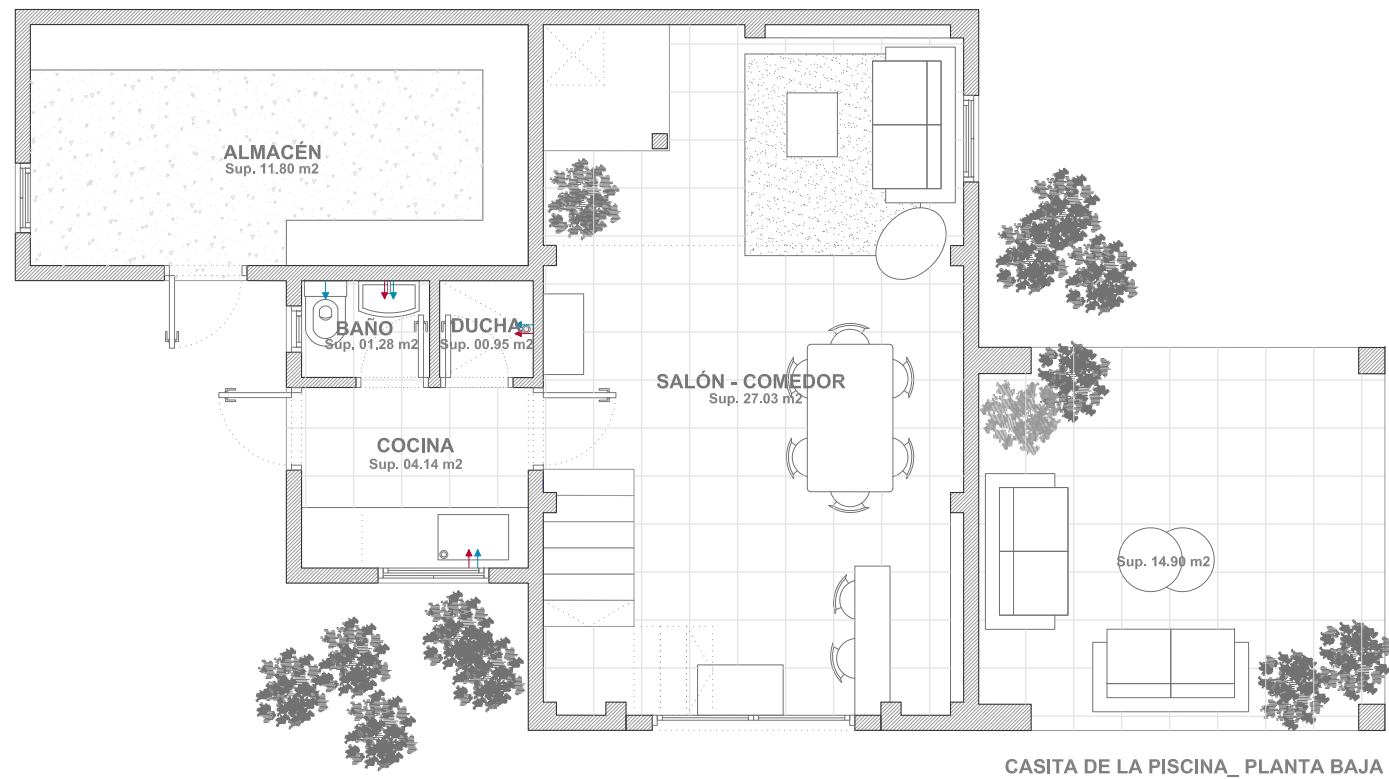 ALMACÉN
Sup. 11.80 m2
BAÑO
Sup. 01.28 m2
DUCHA
Sup. 00.95 m2
SALÓN - COMEDOR
Sup. 27.03 m2
COCINA
Sup. 04.14 m2
Sup. 14.90 m2
CASITA DE LA PISCINA_ PLANTA BAJA